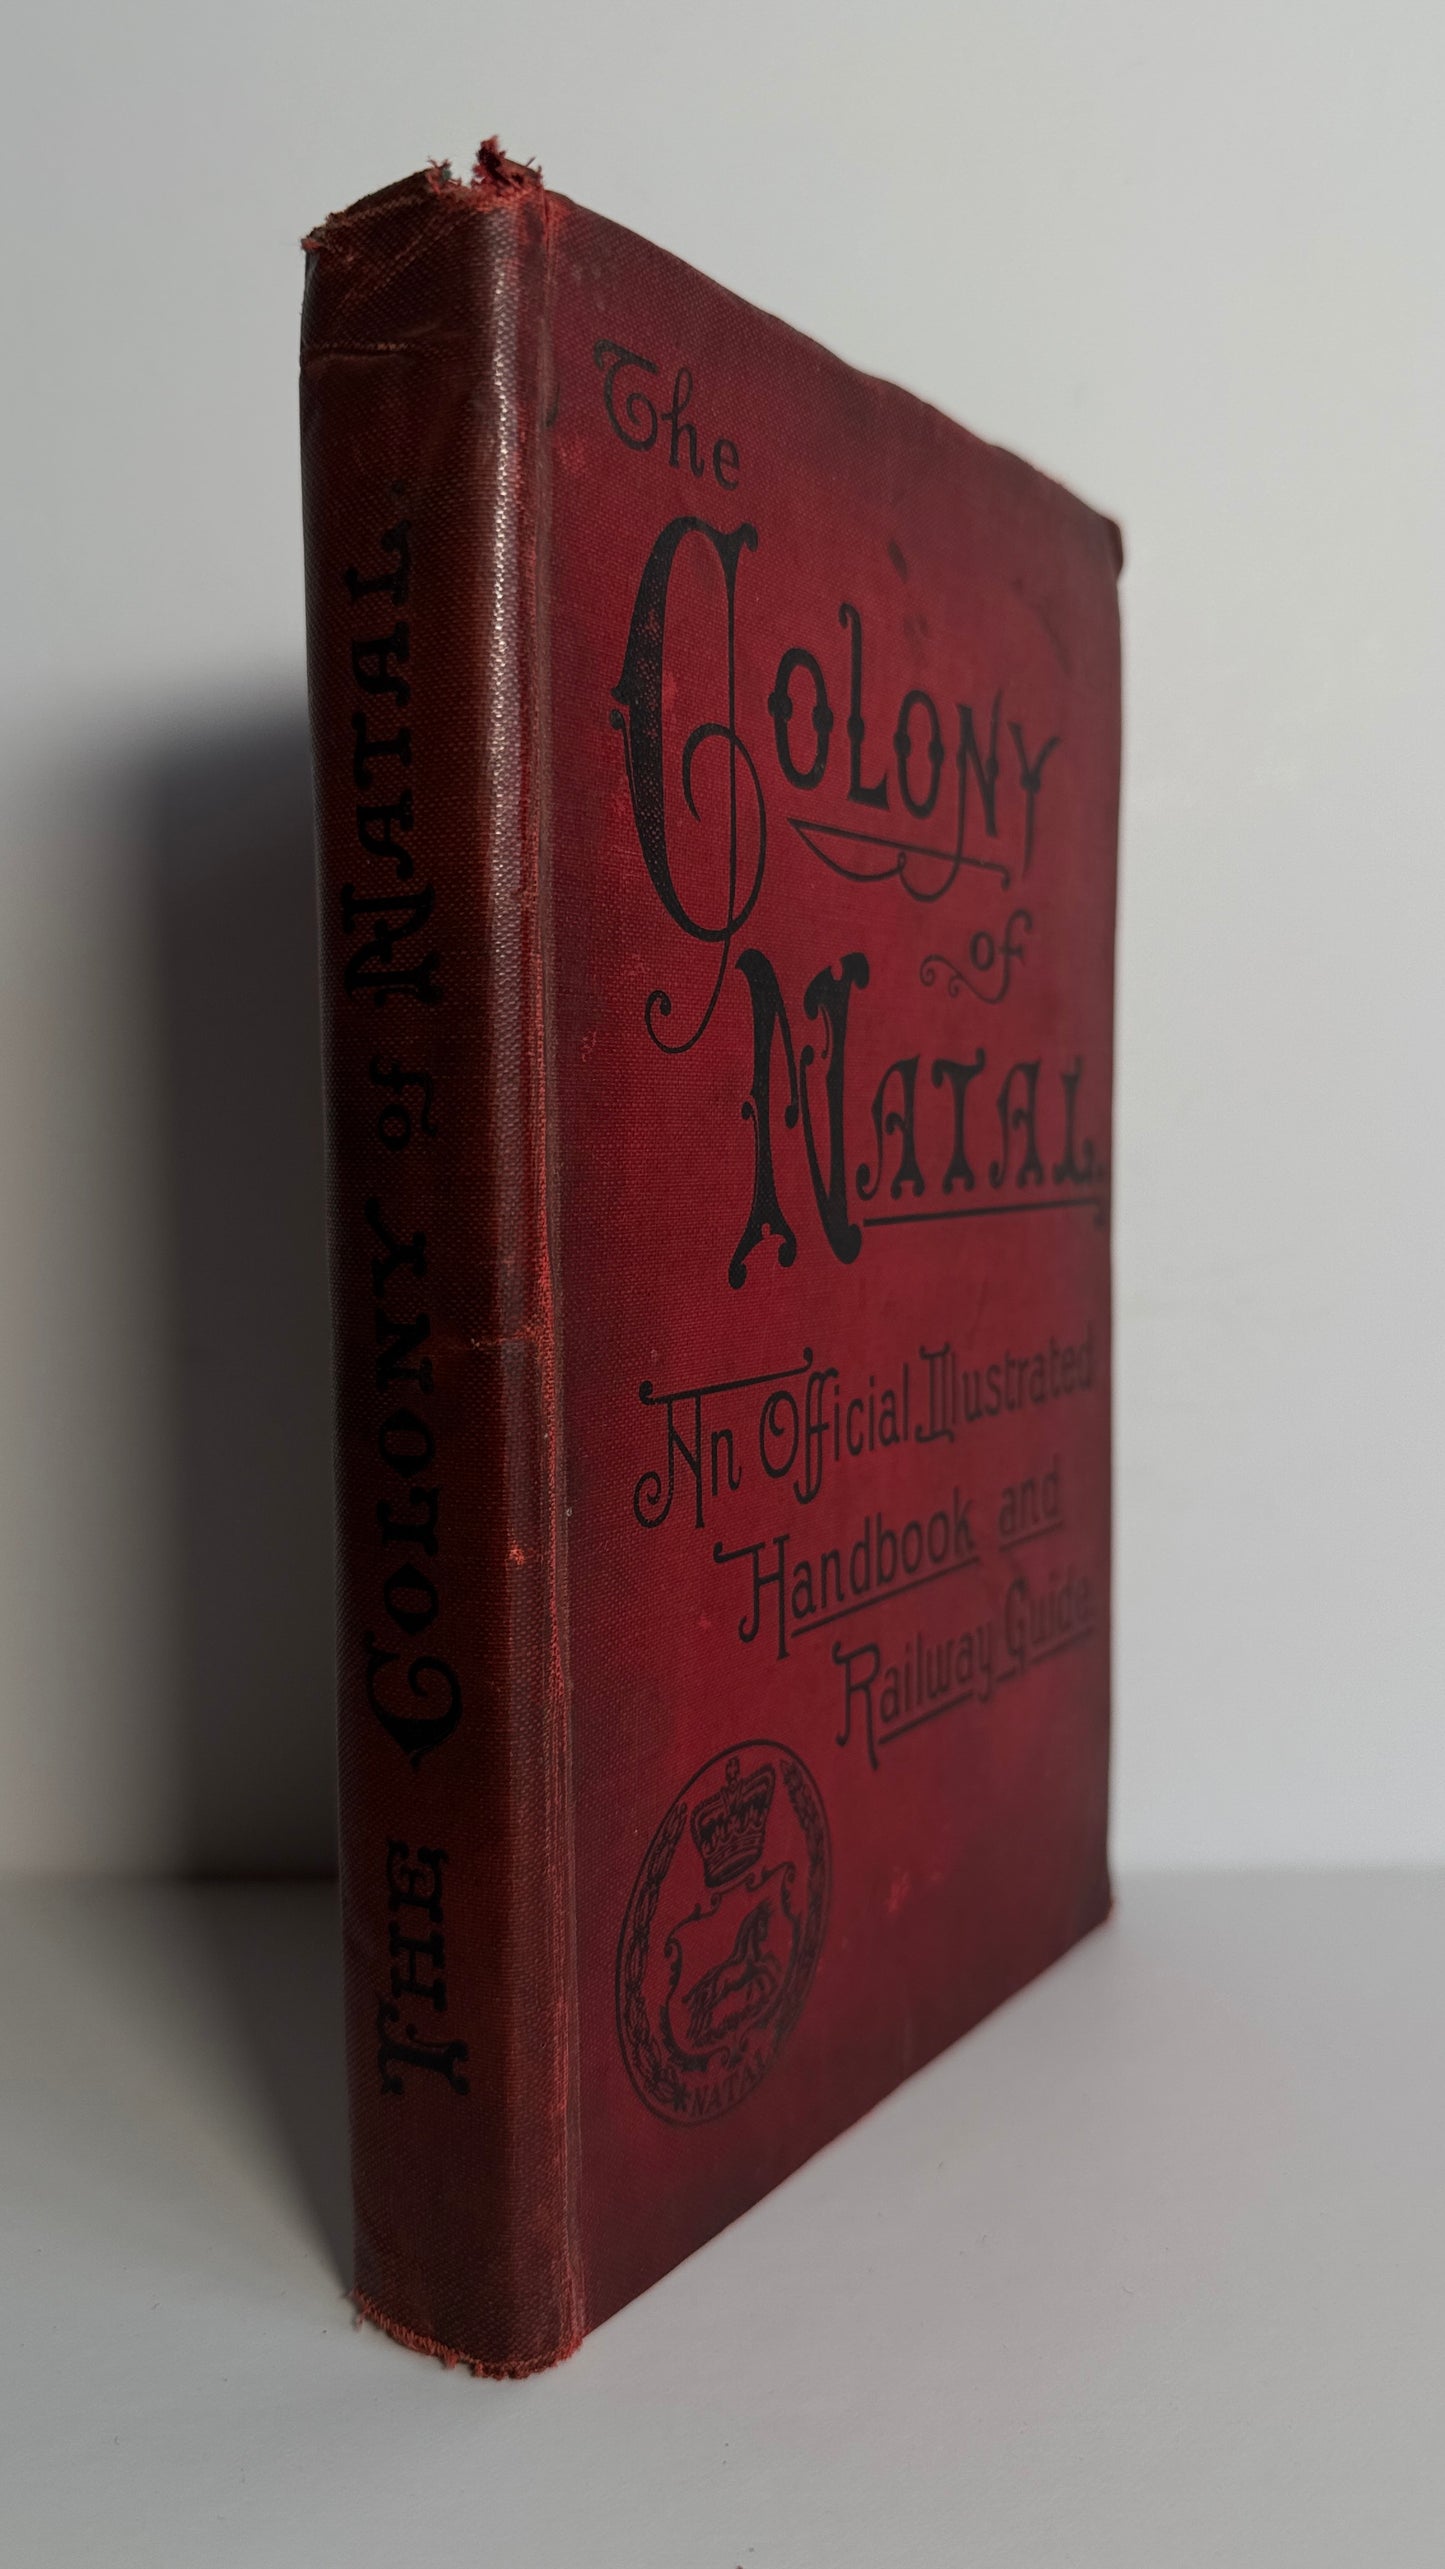 THE COLONY OF NATAL.
The
COLONY
of
NATAL.
An Official Illustrated
Handbook and
Railway Guide.
NATAL